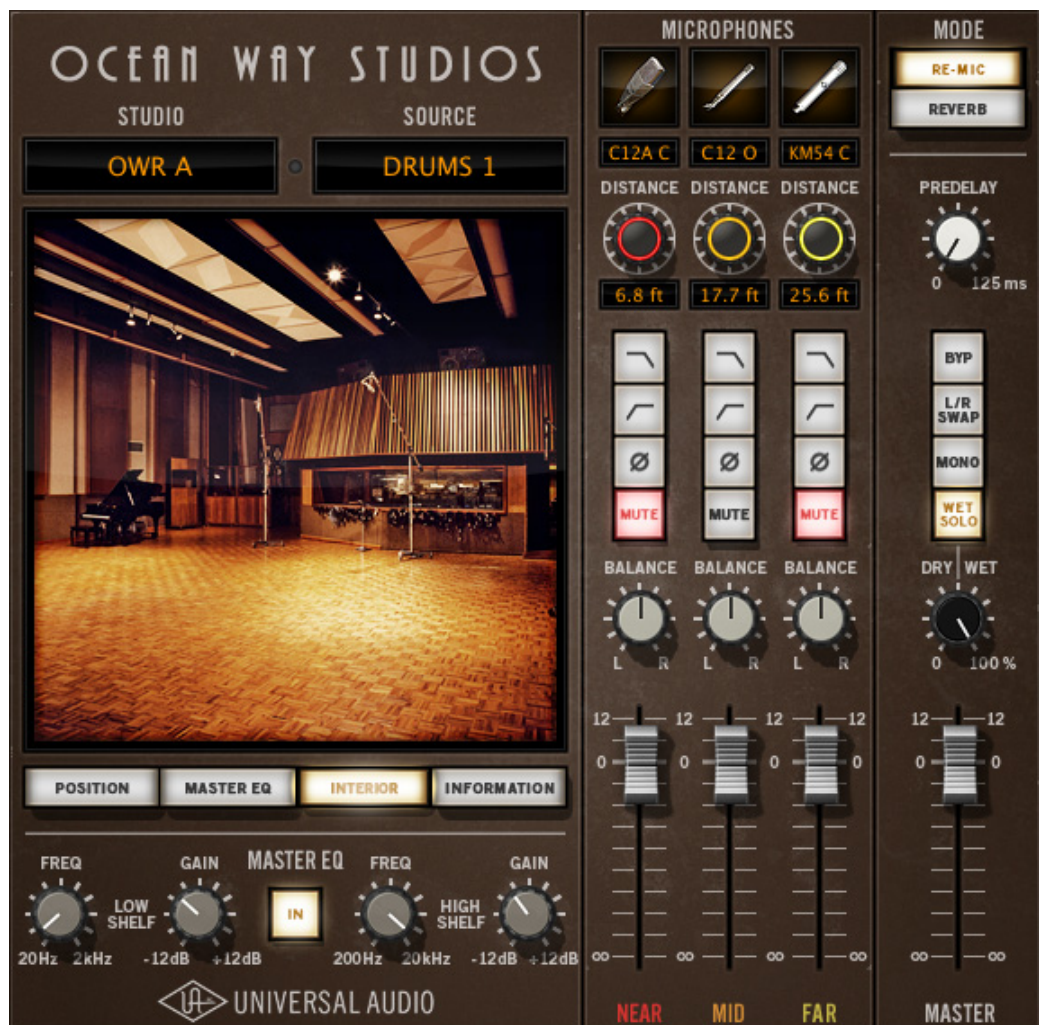 OCEAN WAY STUDIOS
STUDIO
SOURCE
OWR A
DRUMS 1
POSITION
MASTER EQ
INTERIOR
INFORMATION
FREQ
GAIN
MASTER EQ
FREQ
GAIN
LOW
SHELF
IN
HIGH
SHELF
20Hz 2kHz
-12dB +12dB
200Hz 20kHz
-12dB +12dB
UA
UNIVERSAL AUDIO
MICROPHONES
C12A C
C12 O
KM54 C
DISTANCE
DISTANCE
DISTANCE
6.8 ft
17.7 ft
25.6 ft
Ø
Ø
Ø
MUTE
MUTE
MUTE
BALANCE
BALANCE
BALANCE
L R
L R
L R
12 12 12 12
0 0 0 0
∞ ∞ ∞ ∞
NEAR
MID
FAR
MODE
RE-MIC
REVERB
PREDELAY
0 125 ms
BYP
L/R
SWAP
MONO
WET
SOLO
DRY WET
0 100 %
12 12
0 0
∞ ∞
MASTER